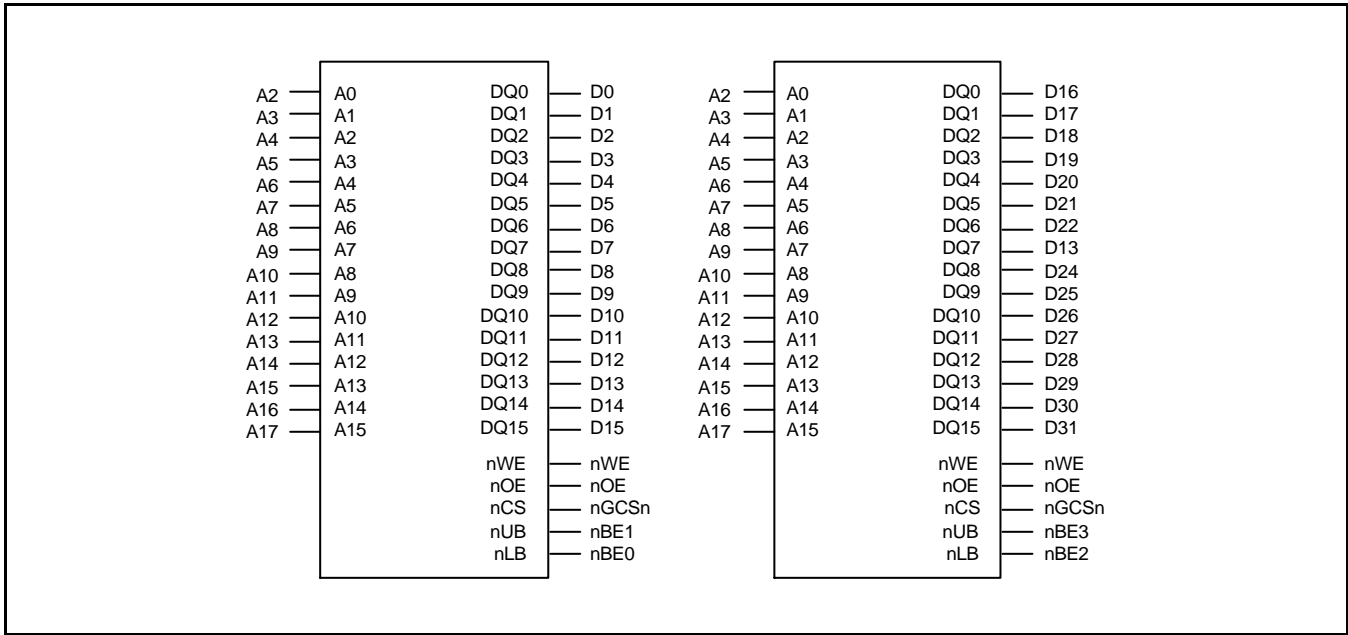 A2 A0 DQ0 D0 A2 A0 DQ0 D16
A3 A1 DQ1 D1 A3 A1 DQ1 D17
A4 A2 DQ2 D2 A4 A2 DQ2 D18
A5 A3 DQ3 D3 A5 A3 DQ3 D19
A6 A4 DQ4 D4 A6 A4 DQ4 D20
A7 A5 DQ5 D5 A7 A5 DQ5 D21
A8 A6 DQ6 D6 A8 A6 DQ6 D22
A9 A7 DQ7 D7 A9 A7 DQ7 D13
A10 A8 DQ8 D8 A10 A8 DQ8 D24
A11 A9 DQ9 D9 A11 A9 DQ9 D25
A12 A10 DQ10 D10 A12 A10 DQ10 D26
A13 A11 DQ11 D11 A13 A11 DQ11 D27
A14 A12 DQ12 D12 A14 A12 DQ12 D28
A15 A13 DQ13 D13 A15 A13 DQ13 D29
A16 A14 DQ14 D14 A16 A14 DQ14 D30
A17 A15 DQ15 D15 A17 A15 DQ15 D31
nWE nWE nWE nWE
nOE nOE nOE nOE
nCS nGCSn nCS nGCSn
nUB nBE1 nUB nBE3
nLB nBE0 nLB nBE2